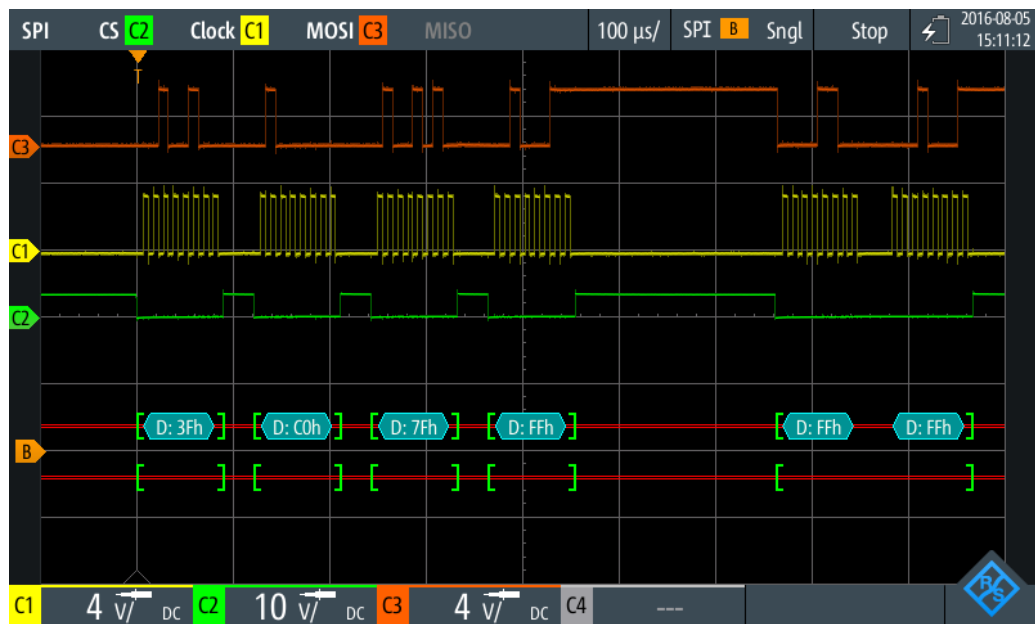 SPI CS C2 Clock C1 MOSI C3 MISO 100 µs/ SPI B Sngl Stop 2016-08-05
15:11:12
T
C3
C1
C2
D: 3Fh D: C0h D: 7Fh D: FFh D: FFh D: FFh
B
C1 4 V/ DC C2 10 V/ DC C3 4 V/ DC C4 ---
R S